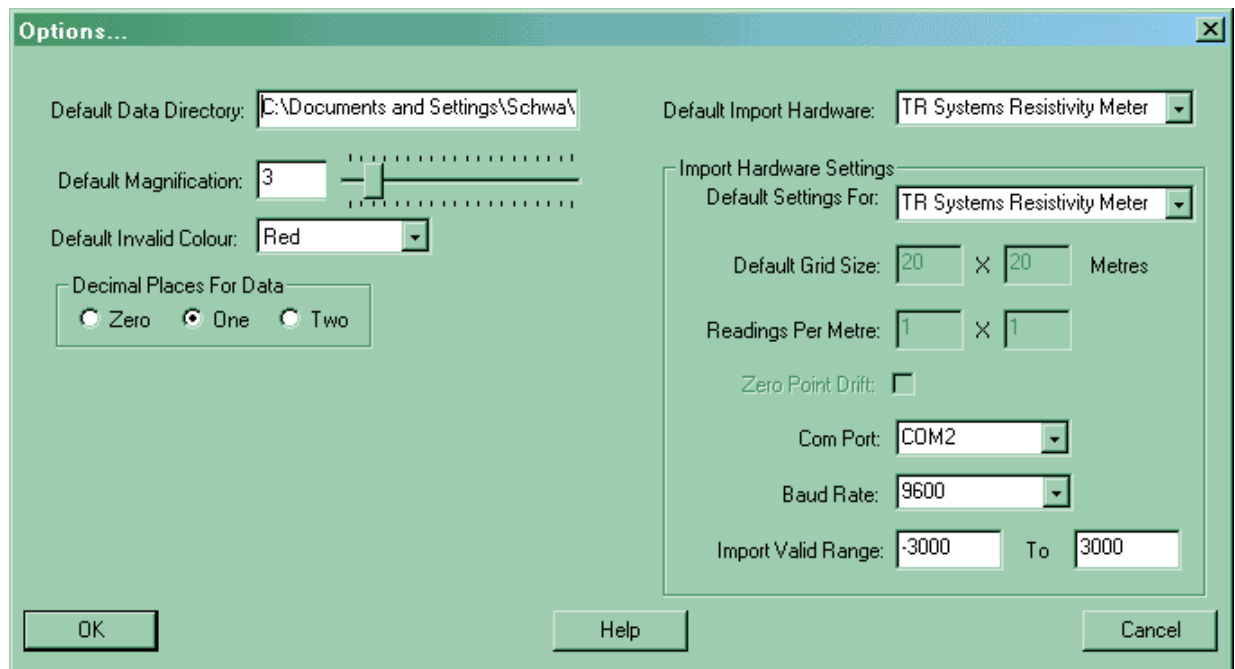 Options...
Default Data Directory: C:\Documents and Settings\Schwa\
Default Magnification: 3
Default Invalid Colour: Red
Decimal Places For Data
Zero One Two
Default Import Hardware: TR Systems Resistivity Meter
Import Hardware Settings
Default Settings For: TR Systems Resistivity Meter
Default Grid Size: 20 X 20 Metres
Readings Per Metre: 1 X 1
Zero Point Drift:
Com Port: COM2
Baud Rate: 9600
Import Valid Range: -3000 To 3000
OK Help Cancel